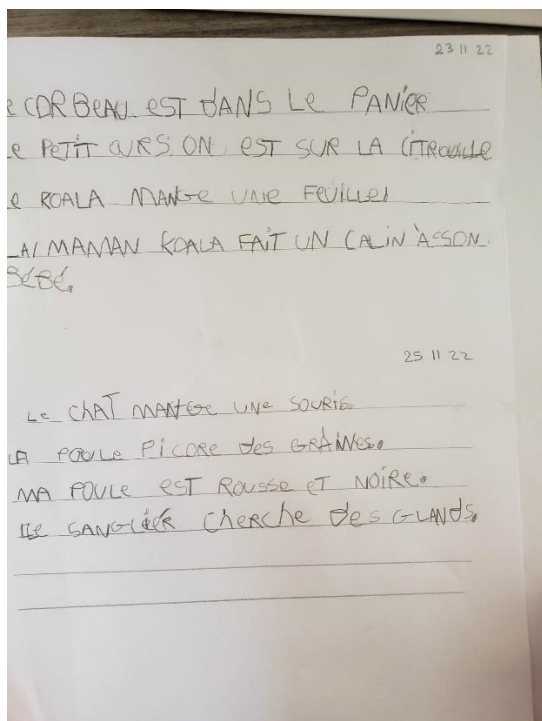 23 11 22
e CORBeAU eST dANS Le PANiER
Le PeTiT OURSON eST SUR LA CiTROUiLLe
Le KOALA MANGe UNe FeUiLLe
LA MAMAN KOALA FAiT UN CALiN À SON
BéBé.
25 11 22
Le ChAT MANGe UNe SOURiS.
LA POULe PiCORe des GRAiNes.
MA POULe eST ROUSSe eT NOiRe.
Le SANGLieR CheRChe des GLANds.